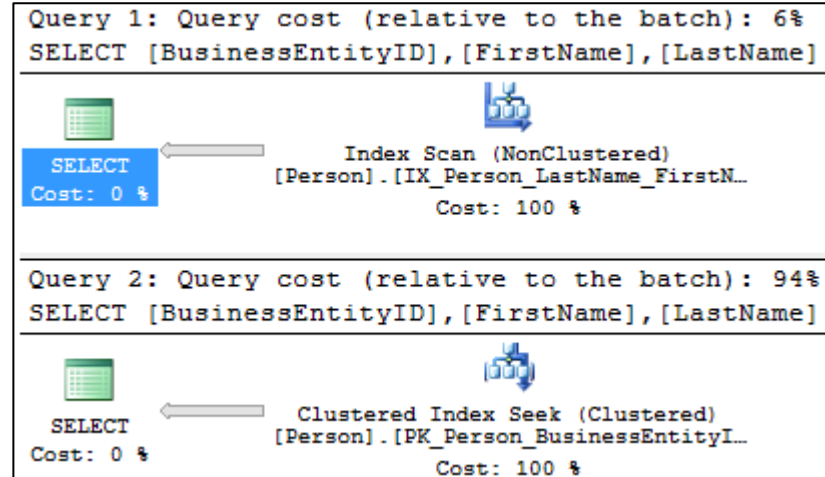 Query 1: Query cost (relative to the batch): 6%
SELECT [BusinessEntityID],[FirstName],[LastName]
SELECT
Cost: 0 %
Index Scan (NonClustered)
[Person].[IX_Person_LastName_FirstN…
Cost: 100 %
Query 2: Query cost (relative to the batch): 94%
SELECT [BusinessEntityID],[FirstName],[LastName]
SELECT
Cost: 0 %
Clustered Index Seek (Clustered)
[Person].[PK_Person_BusinessEntityI…
Cost: 100 %